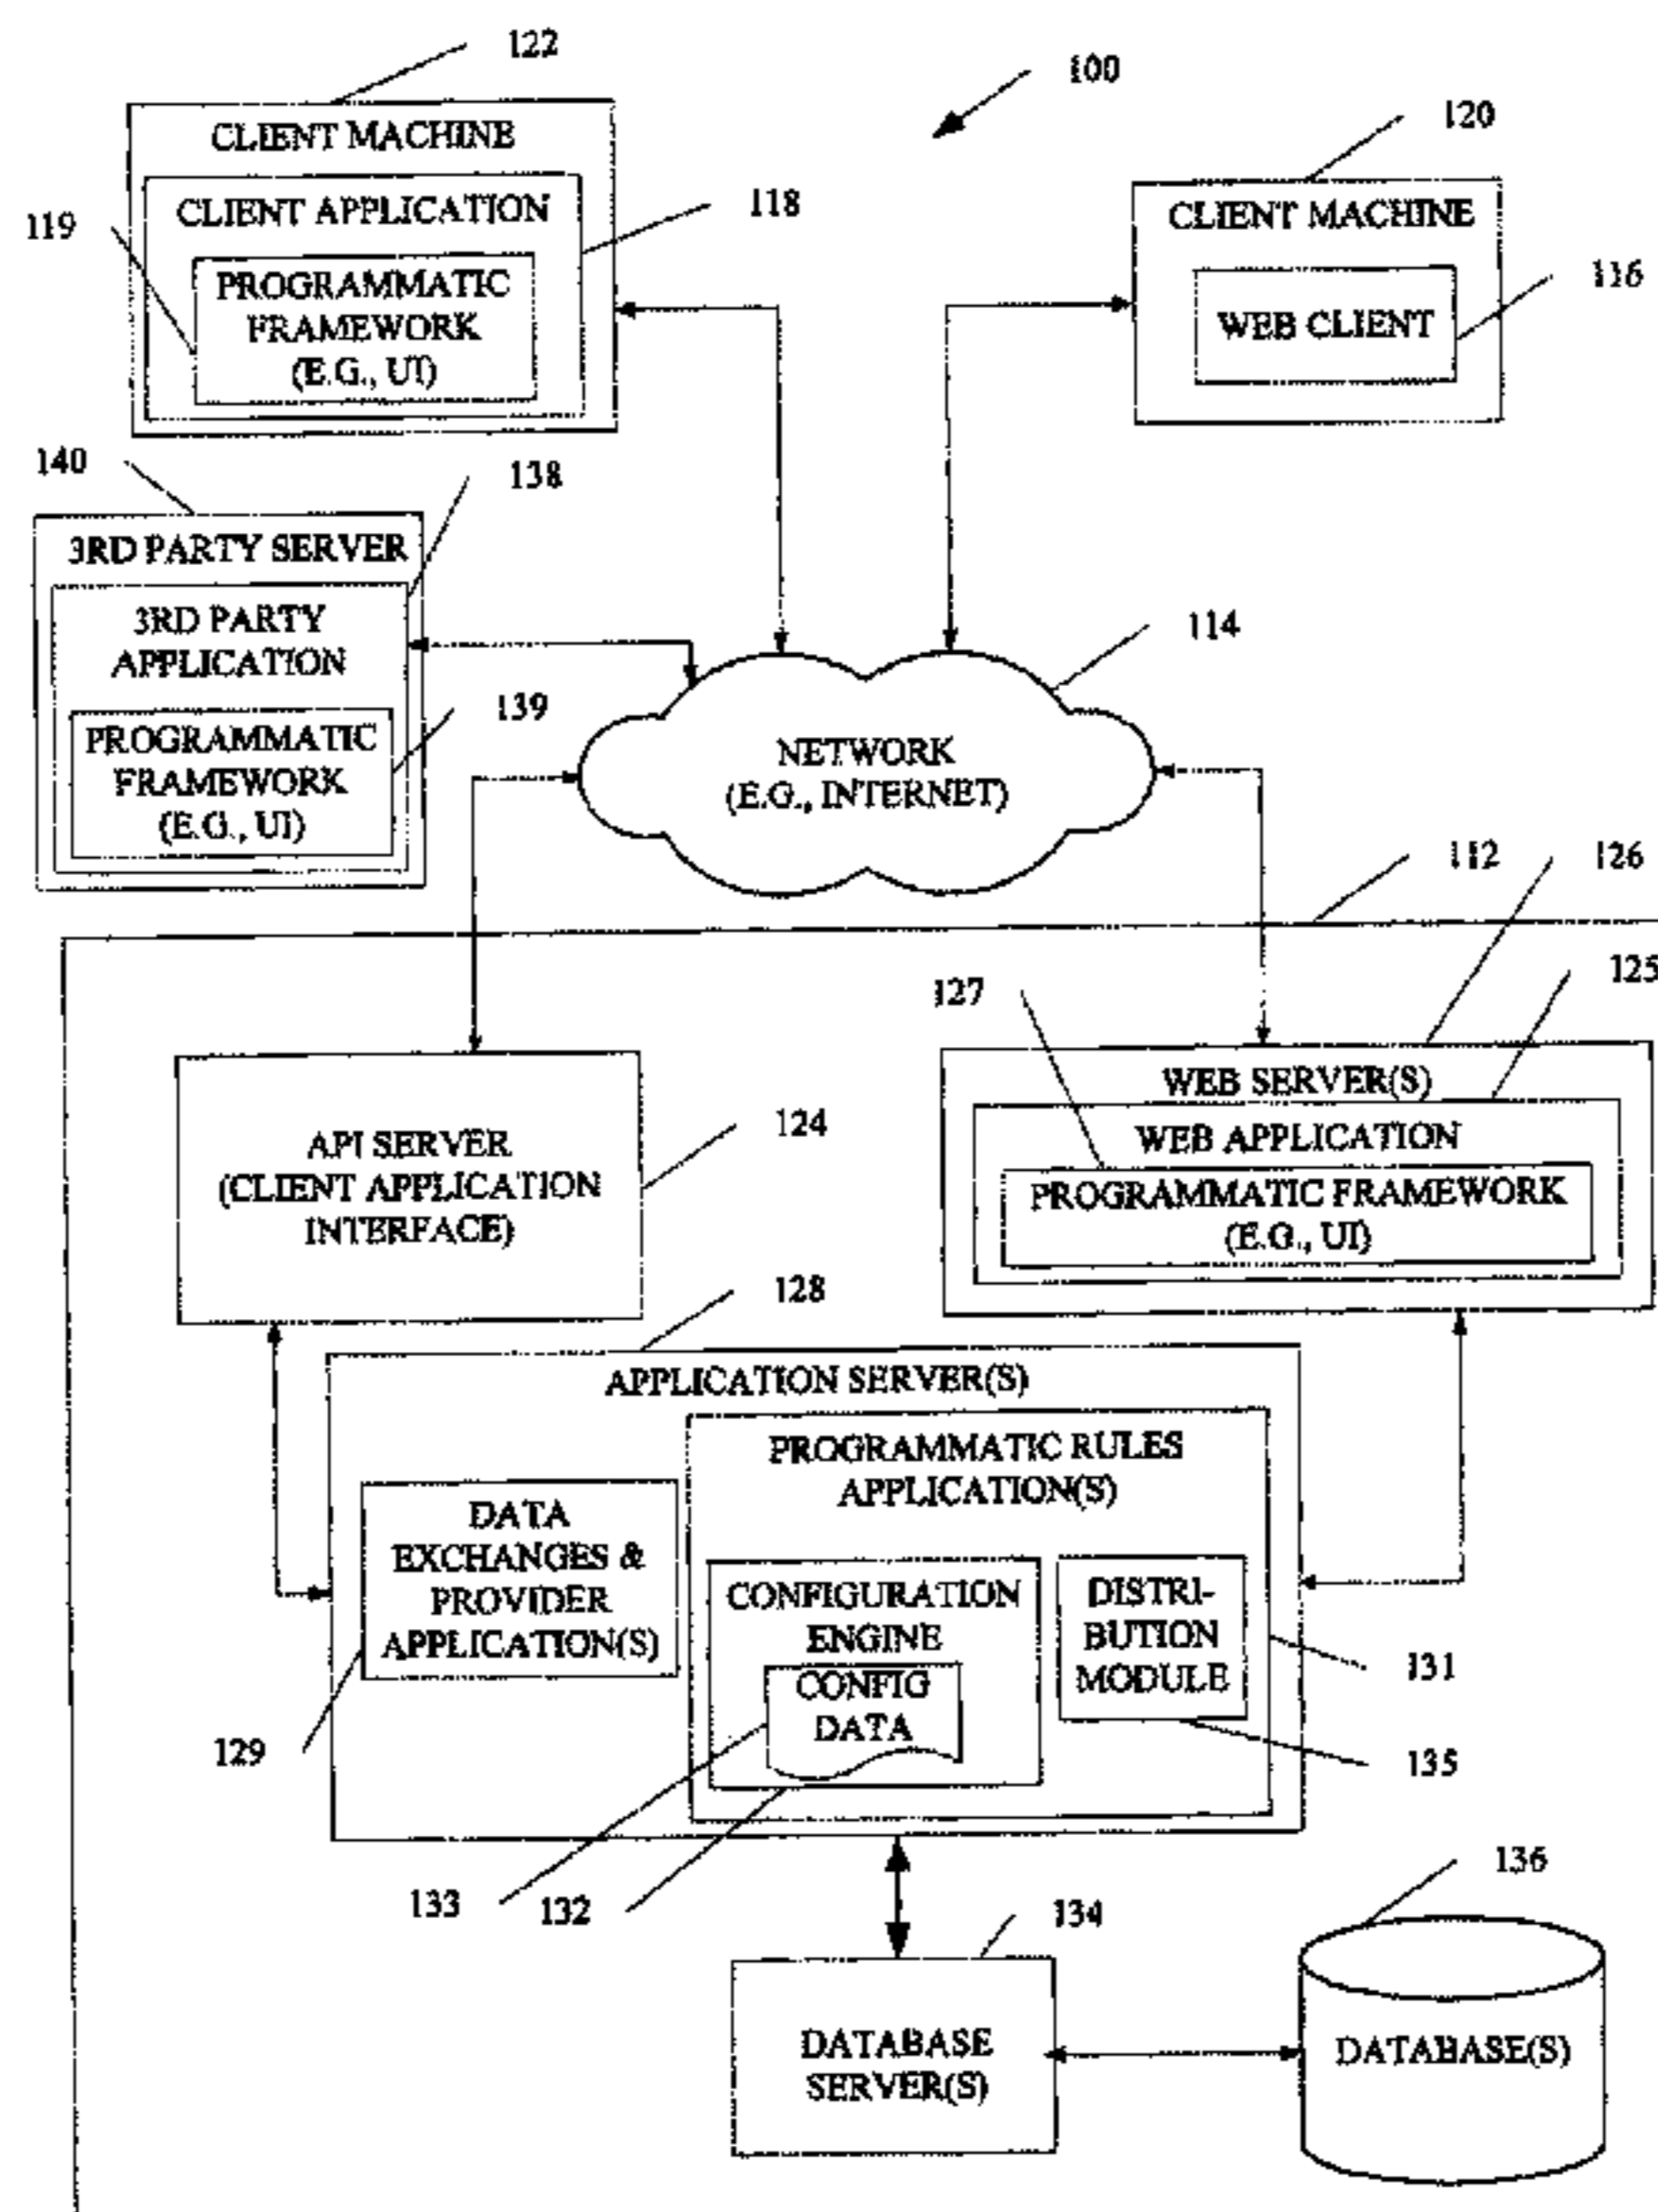 122
100
120
CLIENT MACHINE
CLIENT APPLICATION
118
119
PROGRAMMATIC
FRAMEWORK
(E.G., UI)
CLIENT MACHINE
116
WEB CLIENT
140
138
3RD PARTY SERVER
3RD PARTY
APPLICATION
139
PROGRAMMATIC
FRAMEWORK
(E.G., UI)
114
NETWORK
(E.G., INTERNET)
112
126
125
127
API SERVER
(CLIENT APPLICATION
INTERFACE)
124
WEB SERVER(S)
WEB APPLICATION
PROGRAMMATIC FRAMEWORK
(E.G., UI)
128
APPLICATION SERVER(S)
DATA
EXCHANGES &
PROVIDER
APPLICATION(S)
129
PROGRAMMATIC RULES
APPLICATION(S)
CONFIGURATION
ENGINE
CONFIG
DATA
DISTRI-
BUTION
MODULE
131
135
133
132
134
136
DATABASE
SERVER(S)
DATABASE(S)